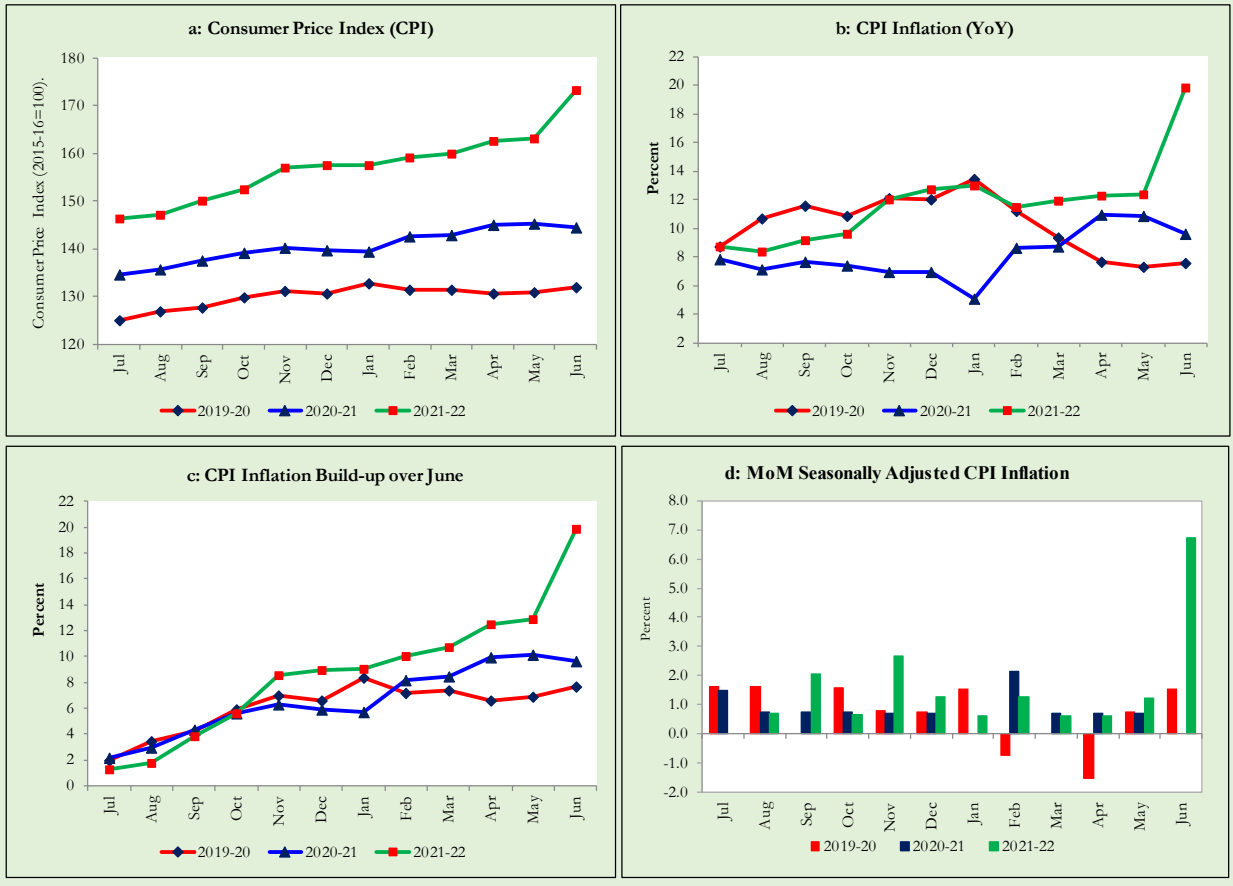 a: Consumer Price Index (CPI)
Consumer Price Index (2015-16=100).
180
170
160
150
140
130
120
Jul Aug Sep Oct Nov Dec Jan Feb Mar Apr May Jun
2019-20 2020-21 2021-22
b: CPI Inflation (YoY)
Percent
22
20
18
16
14
12
10
8
6
4
2
Jul Aug Sep Oct Nov Dec Jan Feb Mar Apr May Jun
2019-20 2020-21 2021-22
c: CPI Inflation Build-up over June
Percent
22
20
18
16
14
12
10
8
6
4
2
0
Jul Aug Sep Oct Nov Dec Jan Feb Mar Apr May Jun
2019-20 2020-21 2021-22
d: MoM Seasonally Adjusted CPI Inflation
Percent
8.0
7.0
6.0
5.0
4.0
3.0
2.0
1.0
0.0
-1.0
-2.0
Jul Aug Sep Oct Nov Dec Jan Feb Mar Apr May Jun
2019-20 2020-21 2021-22